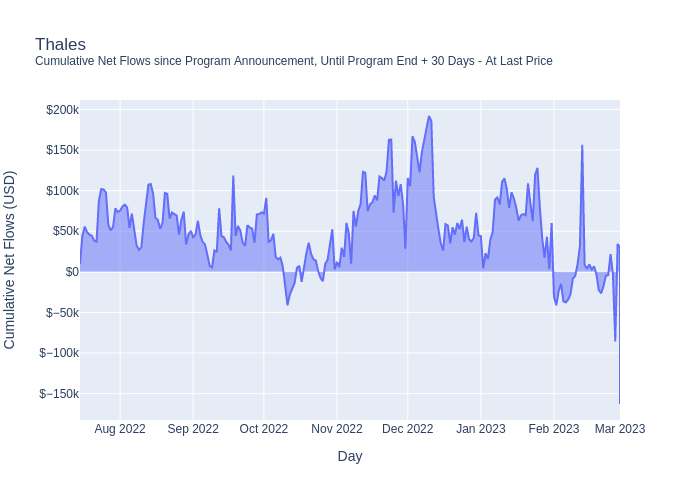 Thales
Cumulative Net Flows since Program Announcement, Until Program End + 30 Days - At Last Price
Cumulative Net Flows (USD)
$200k
$150k
$100k
$50k
$0
$−50k
$−100k
$−150k
Aug 2022 Sep 2022 Oct 2022 Nov 2022 Dec 2022 Jan 2023 Feb 2023 Mar 2023
Day